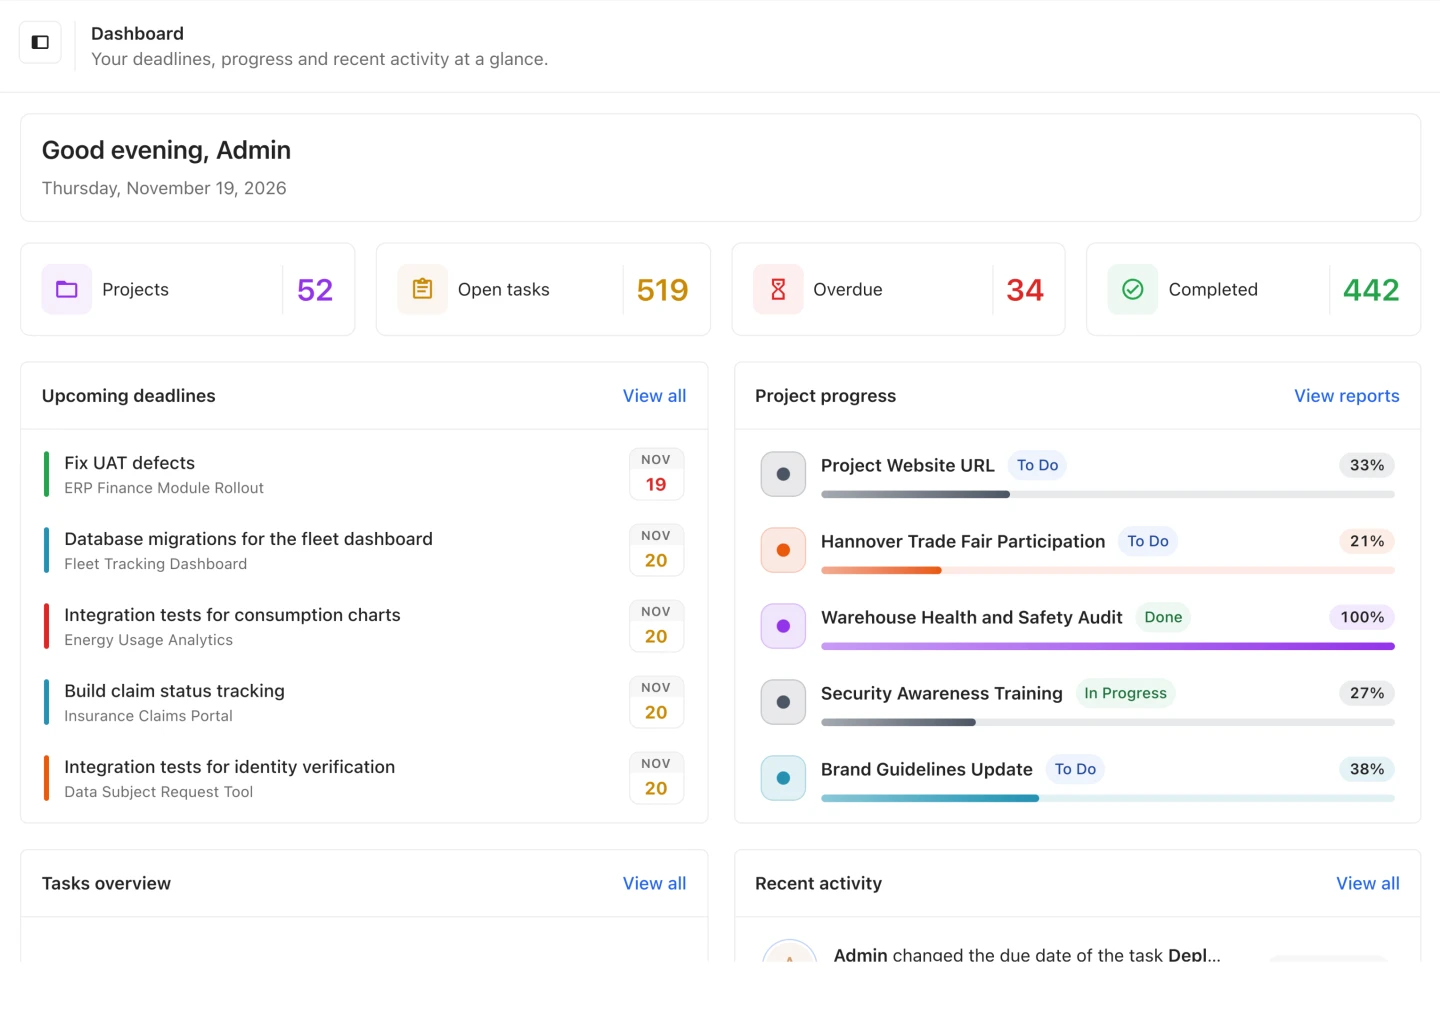 Dashboard
Your deadlines, progress and recent activity at a glance.
Good evening, Admin
Thursday, November 19, 2026
Projects
52
Open tasks
519
Overdue
34
Completed
442
Upcoming deadlines
View all
Fix UAT defects
ERP Finance Module Rollout
NOV
19
Database migrations for the fleet dashboard
Fleet Tracking Dashboard
NOV
20
Integration tests for consumption charts
Energy Usage Analytics
NOV
20
Build claim status tracking
Insurance Claims Portal
NOV
20
Integration tests for identity verification
Data Subject Request Tool
NOV
20
Project progress
View reports
Project Website URL
To Do
33%
Hannover Trade Fair Participation
To Do
21%
Warehouse Health and Safety Audit
Done
100%
Security Awareness Training
In Progress
27%
Brand Guidelines Update
To Do
38%
Tasks overview
View all
Recent activity
View all
Admin changed the due date of the task Depl...